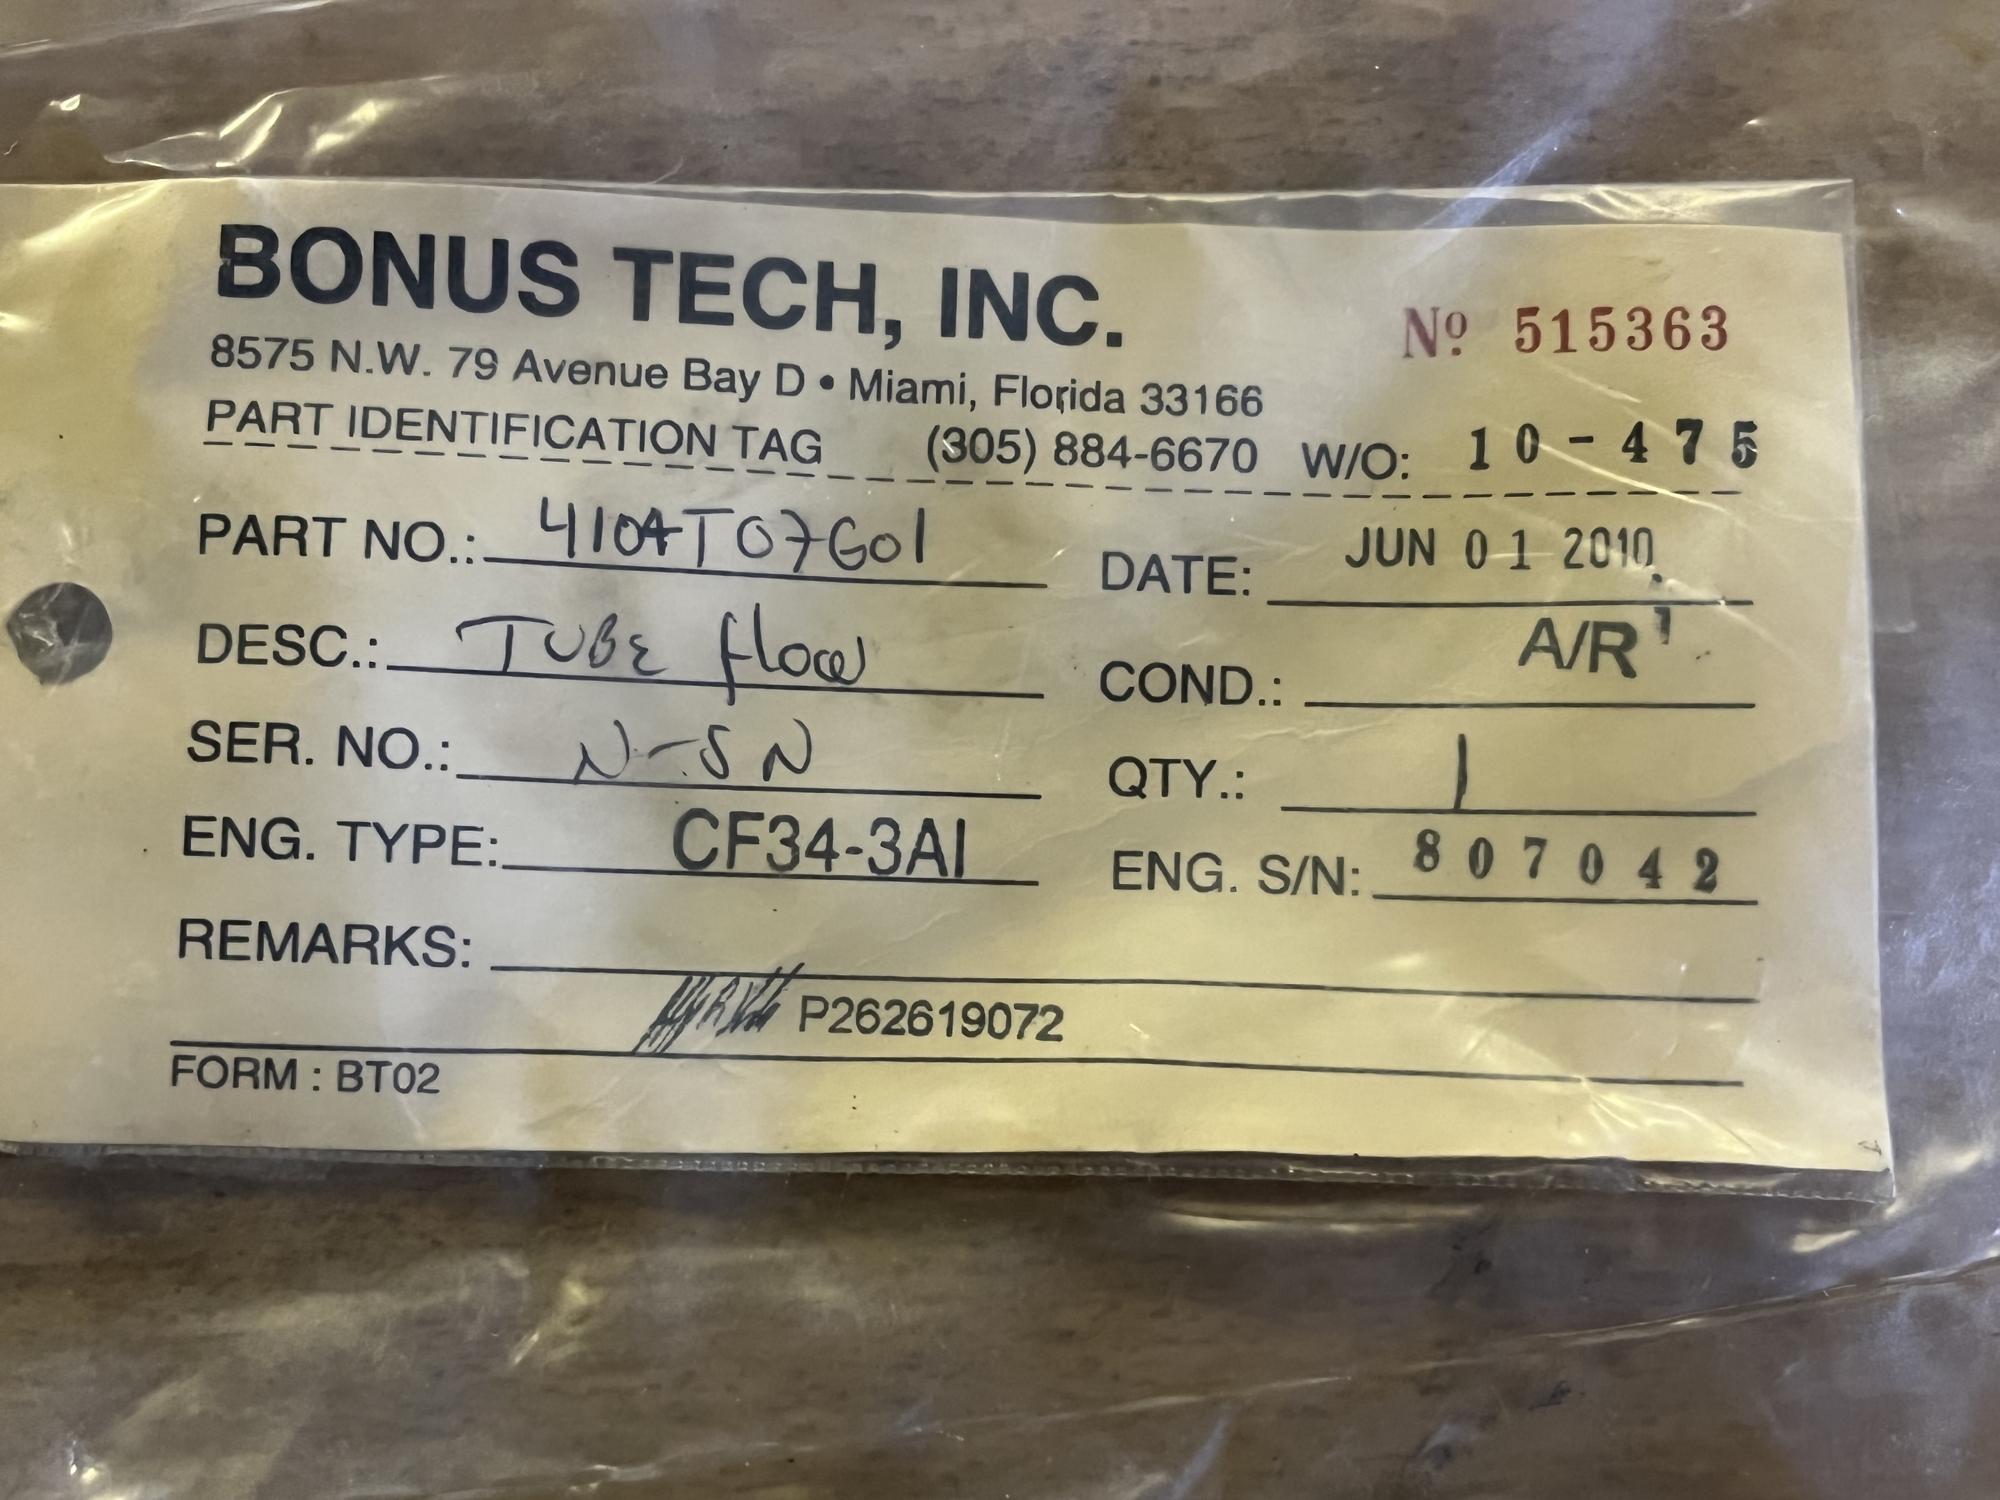 BONUS TECH, INC.
Nº 515363
8575 N.W. 79 Avenue Bay D • Miami, Florida 33166
PART IDENTIFICATION TAG (305) 884-6670 W/O: 10-475
PART NO.: 4104T07G01
DATE: JUN 01 2010
DESC.: TUBE flow
COND.: A/R
SER. NO.: N-SN
QTY.: 1
ENG. TYPE: CF34-3A1
ENG. S/N: 807042
REMARKS:
P262619072
FORM : BT02